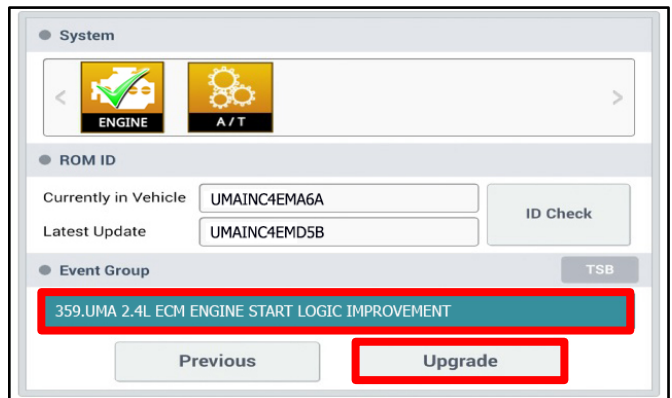 System
ENGINE
A/T
ROM ID
Currently in Vehicle UMAINC4EMA6A
ID Check
Latest Update UMAINC4EMD5B
Event Group TSB
359.UMA 2.4L ECM ENGINE START LOGIC IMPROVEMENT
Previous Upgrade